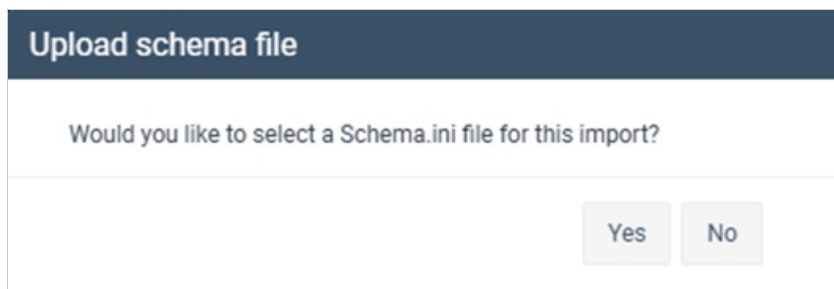 Upload schema file
Would you like to select a Schema.ini file for this import?
Yes No